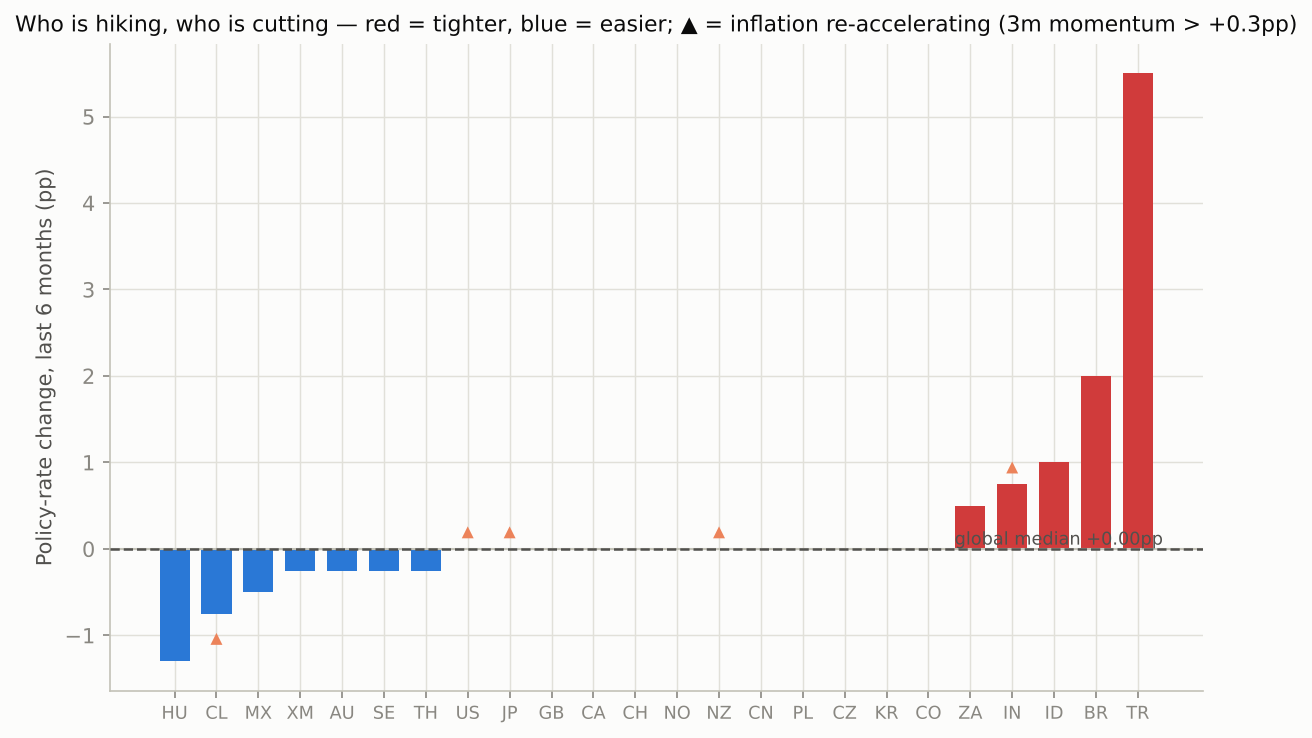 Who is hiking, who is cutting — red = tighter, blue = easier; ▲ = inflation re-accelerating (3m momentum > +0.3pp)
Policy-rate change, last 6 months (pp)
5
4
3
2
1
0
−1
global median +0.00pp
HU CL MX XM AU SE TH US JP GB CA CH NO NZ CN PL CZ KR CO ZA IN ID BR TR